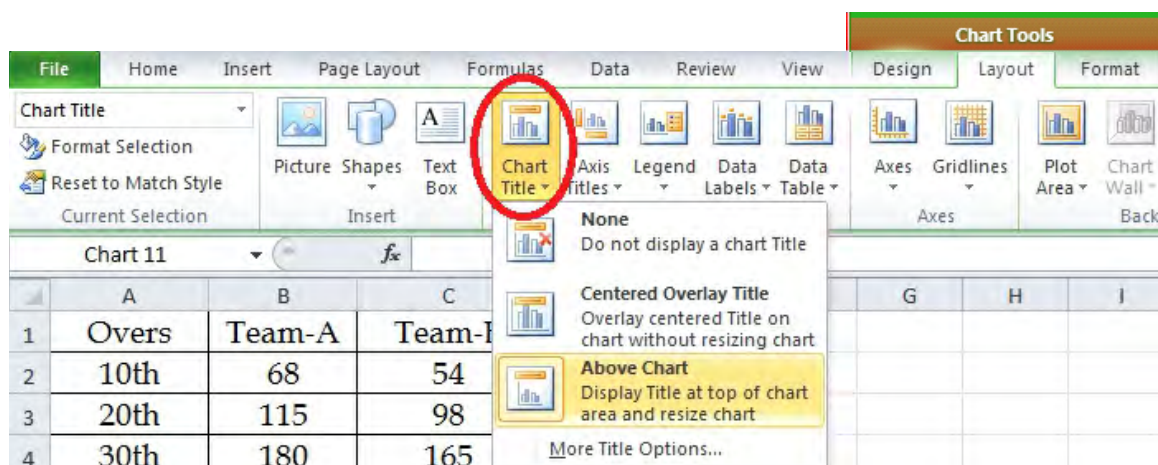 Chart Tools
File Home Insert Page Layout Formulas Data Review View Design Layout Format
Chart Title
Format Selection
Reset to Match Style
Current Selection
Picture Shapes Text Box
Insert
Chart Title Axis Titles Legend Data Labels Data Table
Axes Gridlines
Axes
Plot Area Chart Wall
Back
Chart 11 fx
None
Do not display a chart Title
Centered Overlay Title
Overlay centered Title on
chart without resizing chart
Above Chart
Display Title at top of chart
area and resize chart
More Title Options...
A B C G H I
1 Overs Team-A Team-
2 10th 68 54
3 20th 115 98
4 30th 180 165